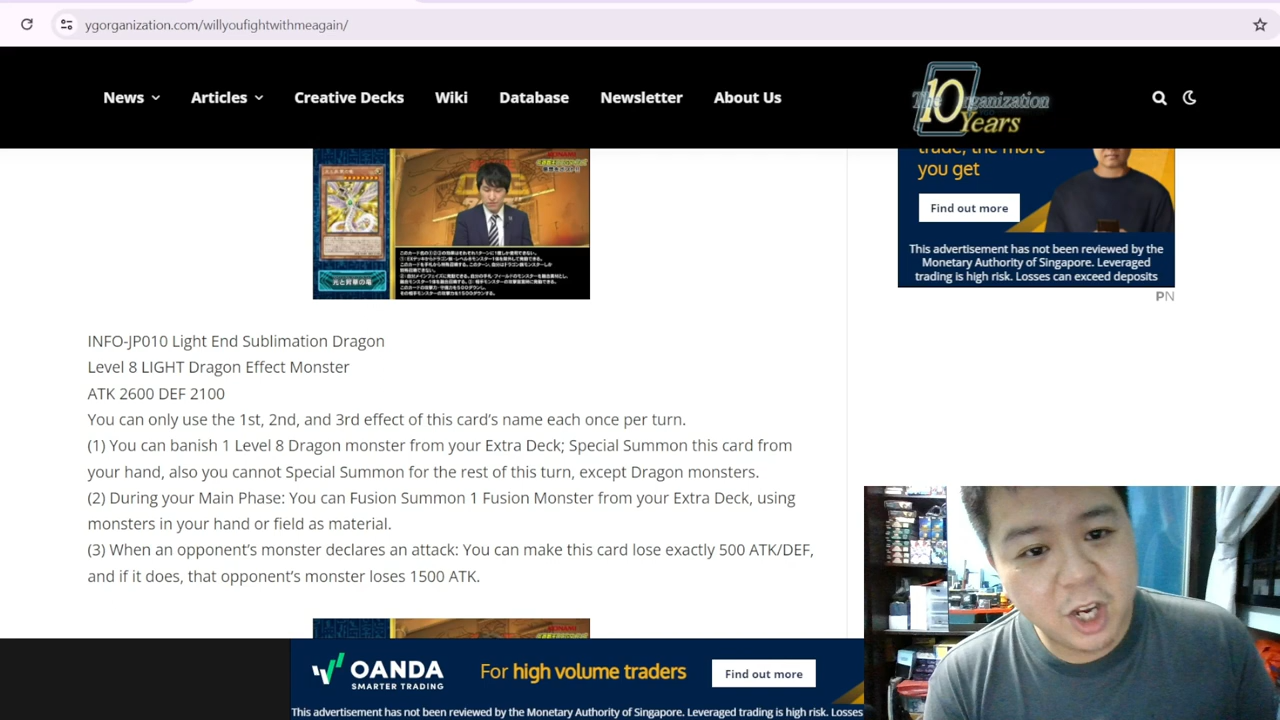 ygorganization.com/willyoufightwithmeagain/
News
Articles
Creative Decks
Wiki
Database
Newsletter
About Us
The Organization
10
Years
trade, the more
you get
Find out more
This advertisement has not been reviewed by the
Monetary Authority of Singapore. Leveraged
trading is high risk. Losses can exceed deposits
PN
INFO-JP010 Light End Sublimation Dragon
Level 8 LIGHT Dragon Effect Monster
ATK 2600 DEF 2100
You can only use the 1st, 2nd, and 3rd effect of this card’s name each once per turn.
(1) You can banish 1 Level 8 Dragon monster from your Extra Deck; Special Summon this card from
your hand, also you cannot Special Summon for the rest of this turn, except Dragon monsters.
(2) During your Main Phase: You can Fusion Summon 1 Fusion Monster from your Extra Deck, using
monsters in your hand or field as material.
(3) When an opponent’s monster declares an attack: You can make this card lose exactly 500 ATK/DEF,
and if it does, that opponent’s monster loses 1500 ATK.
OANDA
SMARTER TRADING
For high volume traders
Find out more
This advertisement has not been reviewed by the Monetary Authority of Singapore. Leveraged trading is high risk. Losses